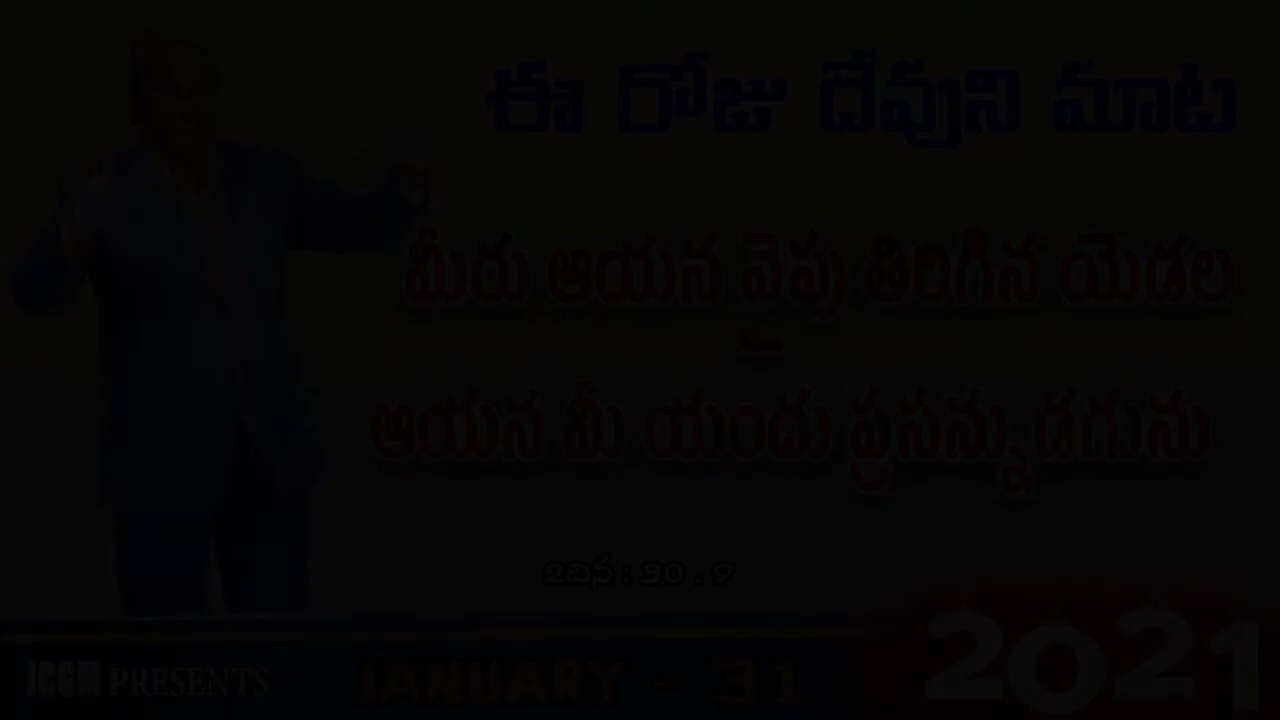 ఈ రోజు దేవుని మాట
మీరు ఆయన వైపు తిరిగిన యెడల
ఆయన మీ యందు ప్రసన్నుడగును
2దిన : 30 . 9
JCGM PRESENTS
JANUARY - 31
2021